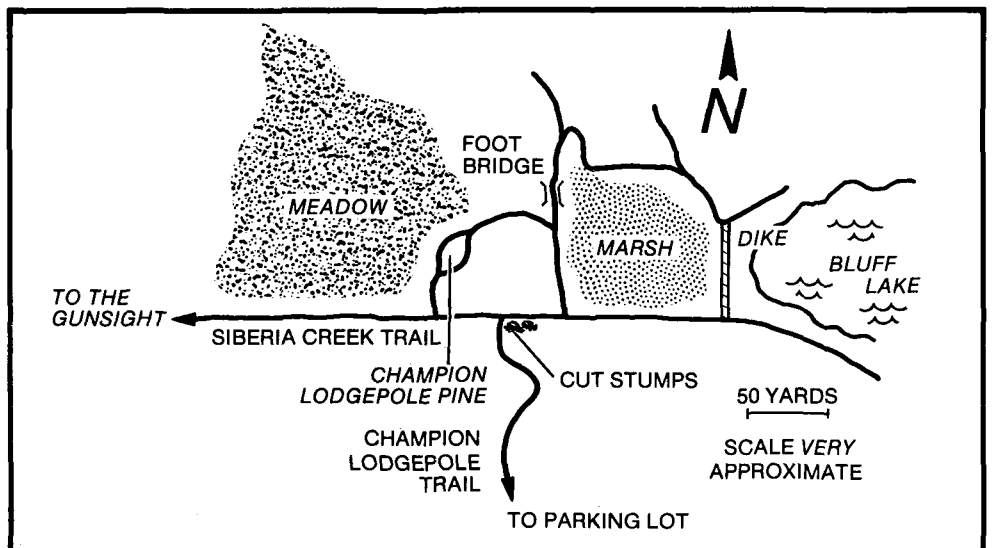 N
FOOT
BRIDGE
MEADOW
MARSH
DIKE
BLUFF
LAKE
TO THE
GUNSIGHT
SIBERIA CREEK TRAIL
CHAMPION
LODGEPOLE PINE
CUT STUMPS
50 YARDS
SCALE VERY
APPROXIMATE
CHAMPION
LODGEPOLE
TRAIL
TO PARKING LOT